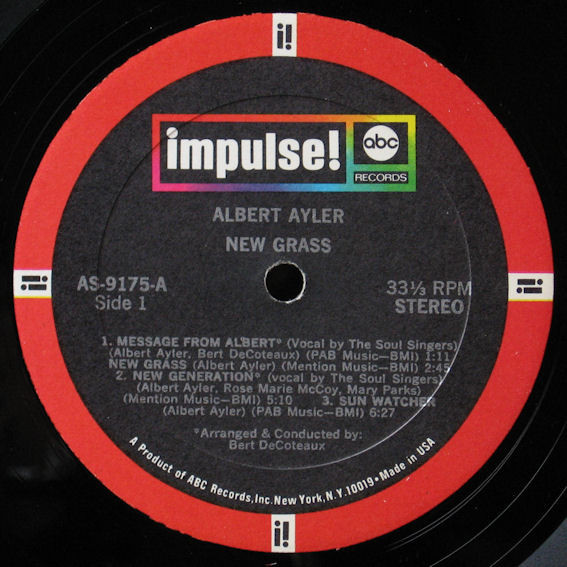 i!
impulse!
abc
RECORDS
ALBERT AYLER
NEW GRASS
AS-9175-A
Side 1
33⅓ RPM
STEREO
i!
i!
1. MESSAGE FROM ALBERT* (Vocal by The Soul Singers)
(Albert Ayler, Bert DeCoteaux) (PAB Music—BMI) 1:11
NEW GRASS (Albert Ayler) (Mention Music—BMI) 2:45
2. NEW GENERATION* (vocal by The Soul Singers)
(Albert Ayler, Rose Marie McCoy, Mary Parks)
(Mention Music—BMI) 5:10 3. SUN WATCHER
(Albert Ayler) (PAB Music—BMI) 6:27
*Arranged & Conducted by:
Bert DeCoteaux
A Product of ABC Records, Inc. New York, N.Y. 10019 • Made in USA
i!